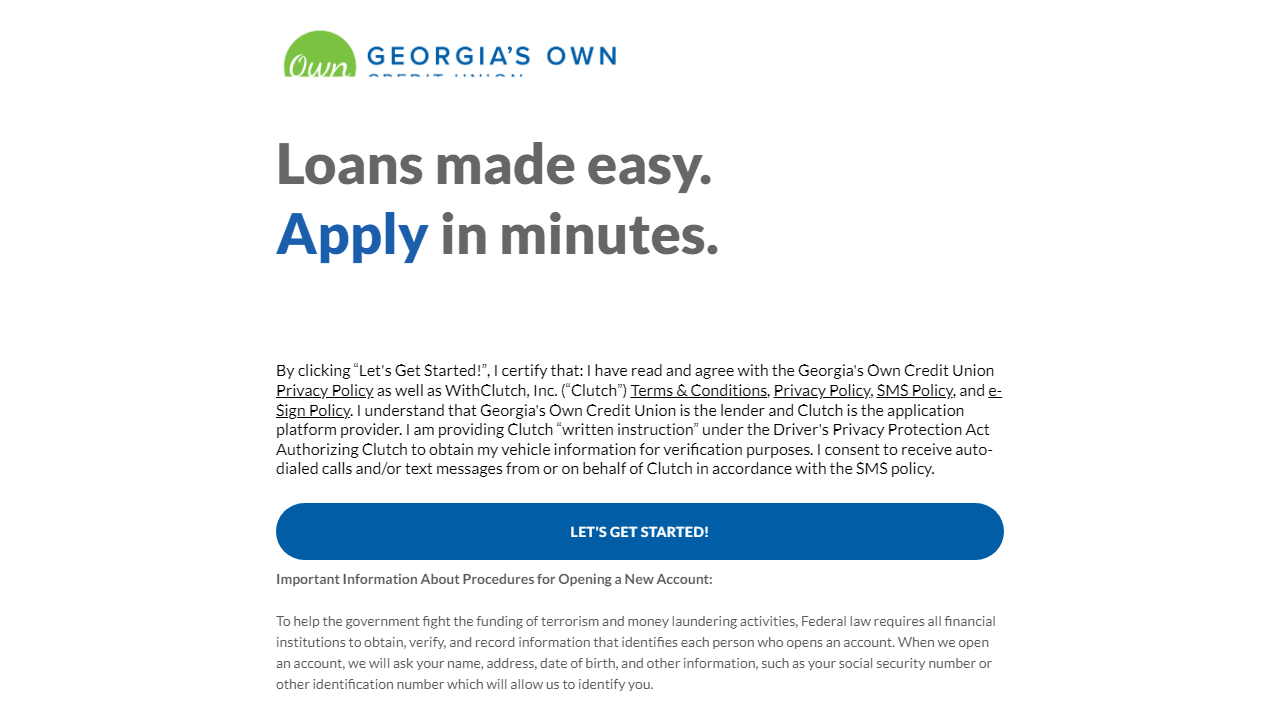 Own GEORGIA'S OWN
CREDIT UNION
Loans made easy.
Apply in minutes.
By clicking “Let's Get Started!”, I certify that: I have read and agree with the Georgia's Own Credit Union
Privacy Policy as well as WithClutch, Inc. (“Clutch”) Terms & Conditions, Privacy Policy, SMS Policy, and e-
Sign Policy. I understand that Georgia's Own Credit Union is the lender and Clutch is the application
platform provider. I am providing Clutch “written instruction” under the Driver's Privacy Protection Act
Authorizing Clutch to obtain my vehicle information for verification purposes. I consent to receive auto-
dialed calls and/or text messages from or on behalf of Clutch in accordance with the SMS policy.
LET'S GET STARTED!
Important Information About Procedures for Opening a New Account:
To help the government fight the funding of terrorism and money laundering activities, Federal law requires all financial
institutions to obtain, verify, and record information that identifies each person who opens an account. When we open
an account, we will ask your name, address, date of birth, and other information, such as your social security number or
other identification number which will allow us to identify you.